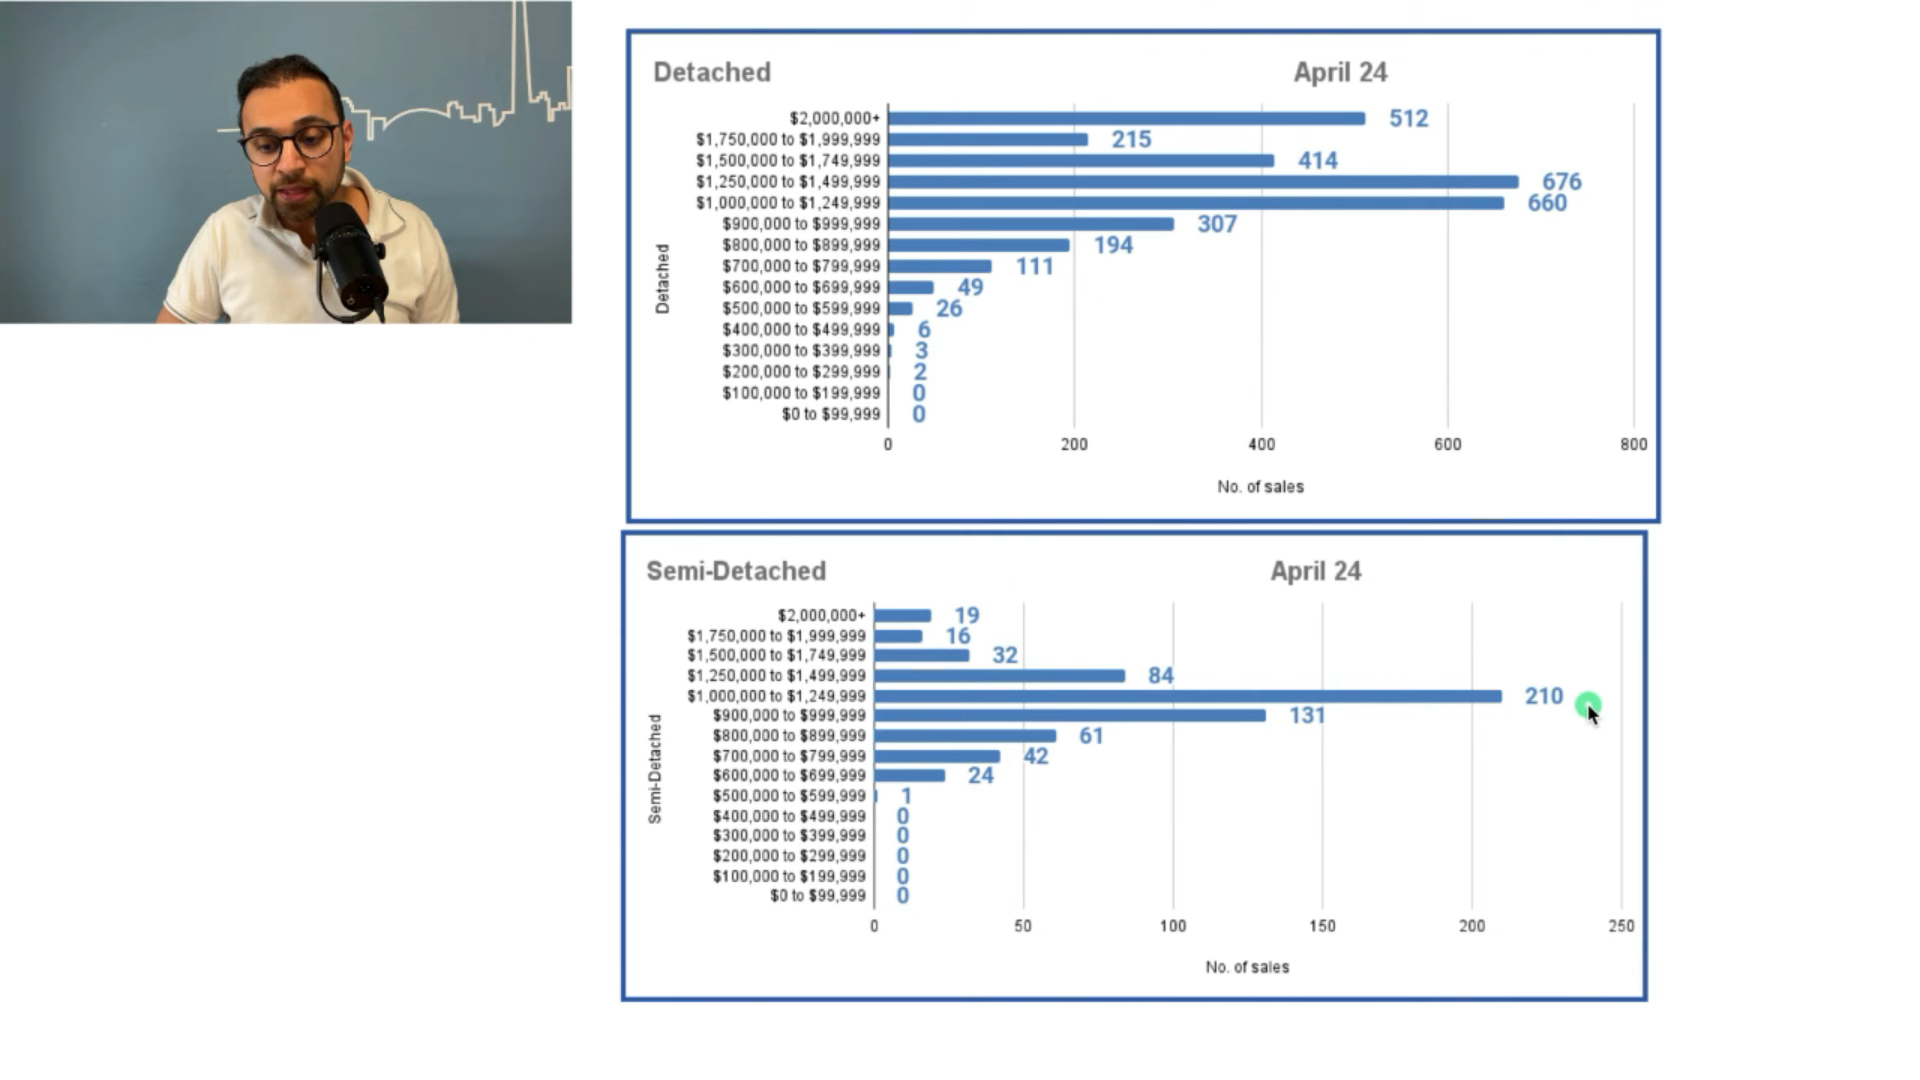 Detached April 24
$2,000,000+ 512
$1,750,000 to $1,999,999 215
$1,500,000 to $1,749,999 414
$1,250,000 to $1,499,999 676
$1,000,000 to $1,249,999 660
$900,000 to $999,999 307
$800,000 to $899,999 194
$700,000 to $799,999 111
$600,000 to $699,999 49
$500,000 to $599,999 26
$400,000 to $499,999 6
$300,000 to $399,999 3
$200,000 to $299,999 2
$100,000 to $199,999 0
$0 to $99,999 0
Detached
0 200 400 600 800
No. of sales
Semi-Detached April 24
$2,000,000+ 19
$1,750,000 to $1,999,999 16
$1,500,000 to $1,749,999 32
$1,250,000 to $1,499,999 84
$1,000,000 to $1,249,999 210
$900,000 to $999,999 131
$800,000 to $899,999 61
$700,000 to $799,999 42
$600,000 to $699,999 24
$500,000 to $599,999 1
$400,000 to $499,999 0
$300,000 to $399,999 0
$200,000 to $299,999 0
$100,000 to $199,999 0
$0 to $99,999 0
Semi-Detached
0 50 100 150 200 250
No. of sales